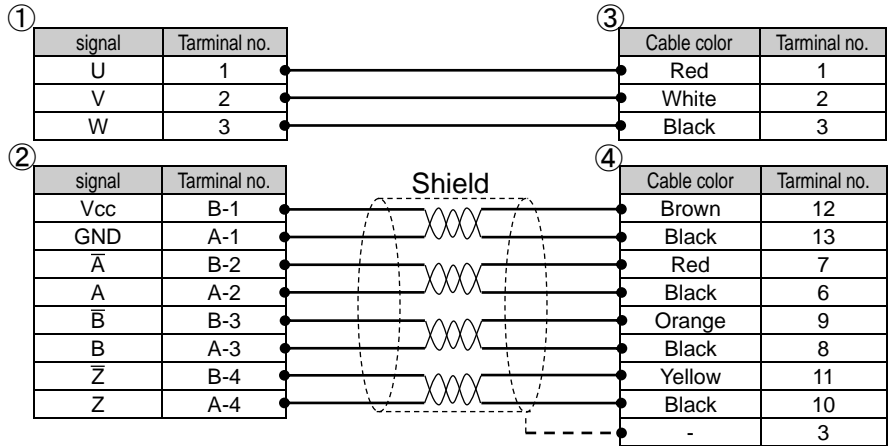 ① ③
signal Tarminal no. Cable color Tarminal no.
U 1 Red 1
V 2 White 2
W 3 Black 3
② ④
signal Tarminal no. Shield Cable color Tarminal no.
Vcc B-1 Brown 12
GND A-1 Black 13
A̅ B-2 Red 7
A A-2 Black 6
B̅ B-3 Orange 9
B A-3 Black 8
Z̅ B-4 Yellow 11
Z A-4 Black 10
- 3